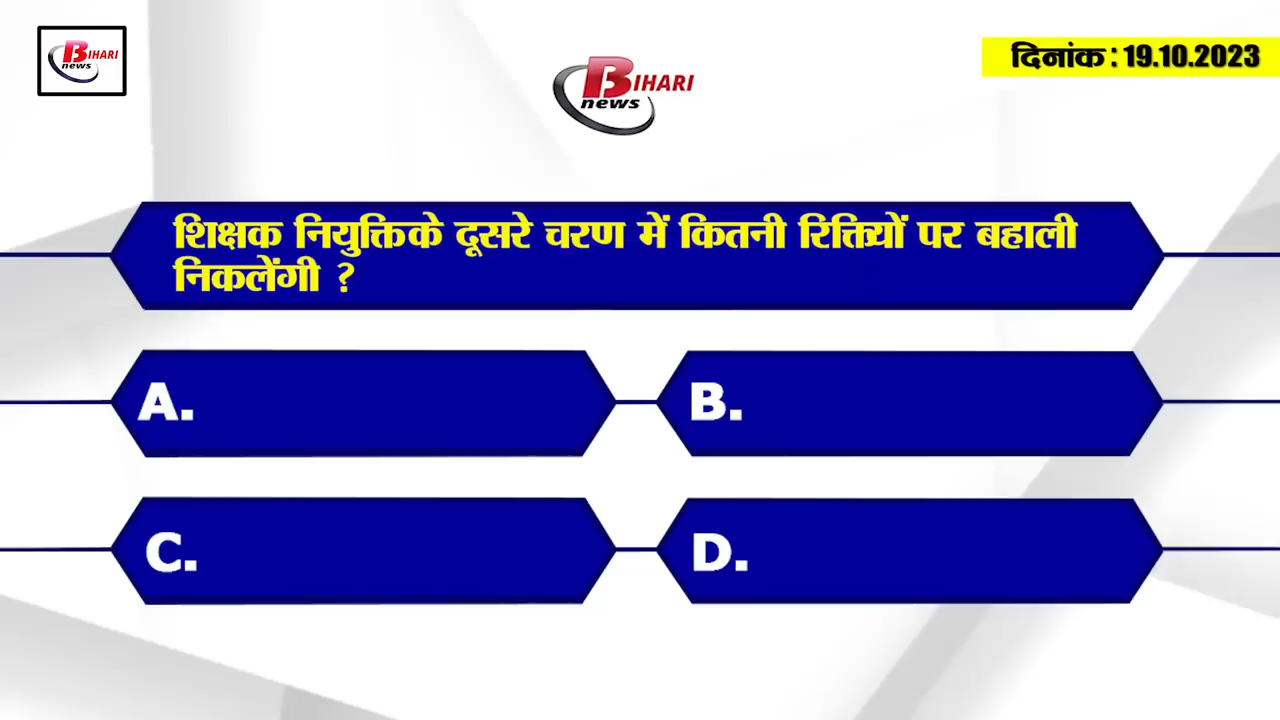 BIHARI
news
दिनांक : 19.10.2023
BIHARI
news
शिक्षक नियुक्तिके दूसरे चरण में कितनी रिक्तियों पर बहाली
निकलेंगी ?
A.
B.
C.
D.